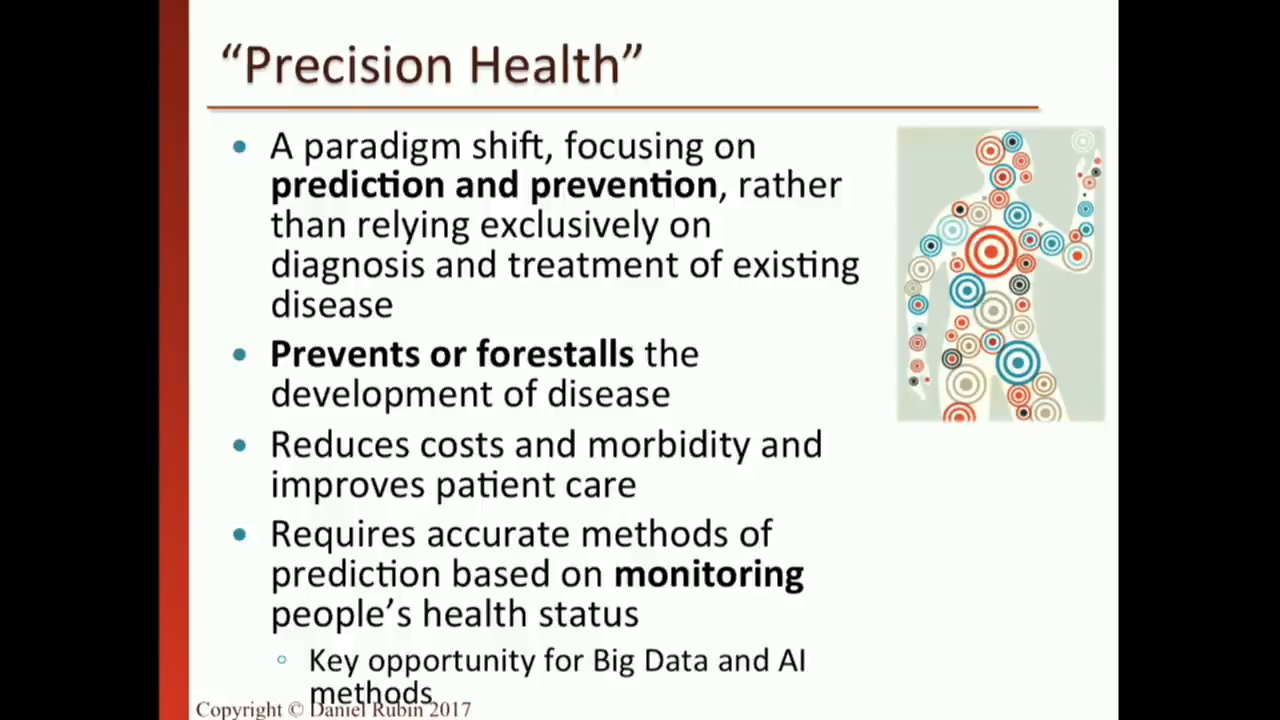 “Precision Health”
• A paradigm shift, focusing on
prediction and prevention, rather
than relying exclusively on
diagnosis and treatment of existing
disease
• Prevents or forestalls the
development of disease
• Reduces costs and morbidity and
improves patient care
• Requires accurate methods of
prediction based on monitoring
people’s health status
◦ Key opportunity for Big Data and AI
methods
Copyright © Daniel Rubin 2017